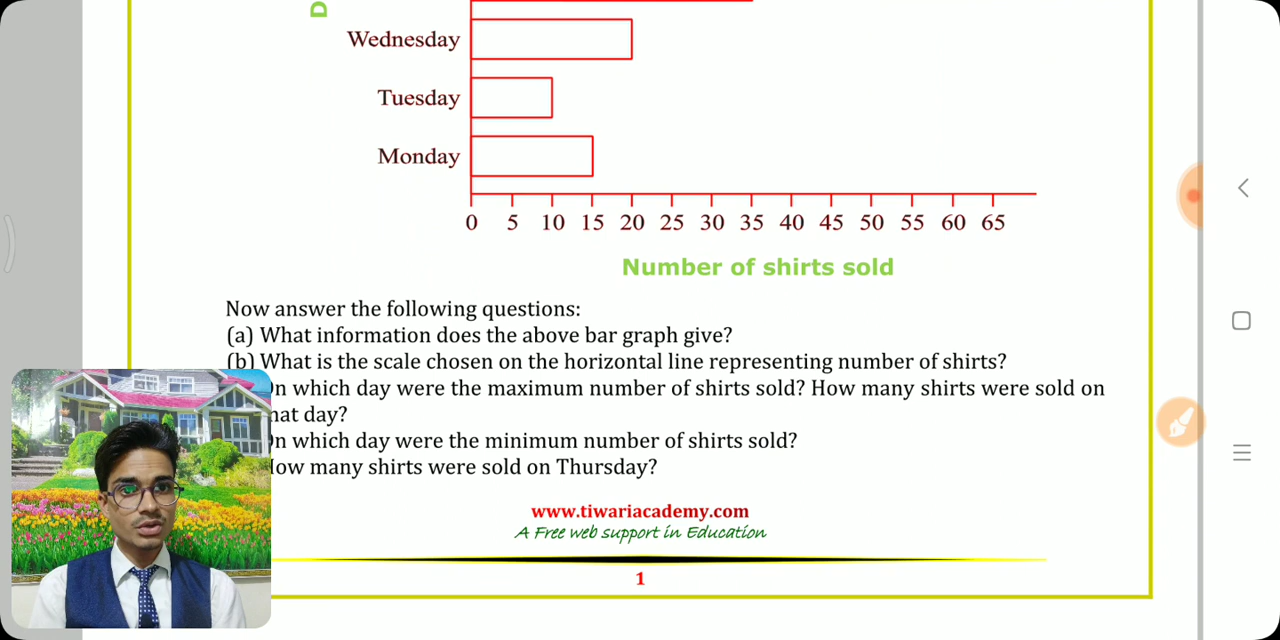 D
Wednesday
Tuesday
Monday
0 5 10 15 20 25 30 35 40 45 50 55 60 65
Number of shirts sold
Now answer the following questions:
(a) What information does the above bar graph give?
(b) What is the scale chosen on the horizontal line representing number of shirts?
which day were the maximum number of shirts sold? How many shirts were sold on
day?
which day were the minimum number of shirts sold?
many shirts were sold on Thursday?
www.tiwariacademy.com
A Free web support in Education
1